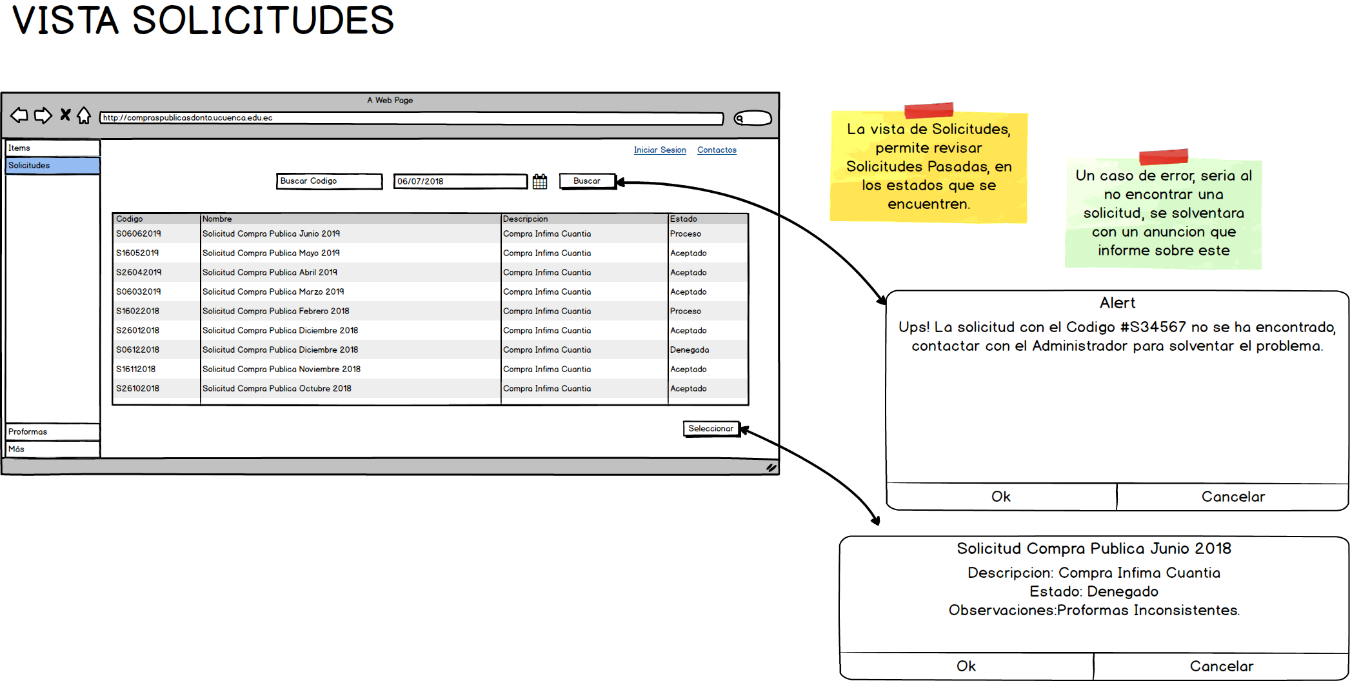 VISTA SOLICITUDES
A Web Page
http://compraspublicasdonto.ucuenca.edu.ec
Items
Solicitudes
Proformas
Más
Iniciar Sesion Contactos
Buscar Codigo 06/07/2018 Buscar
Codigo Nombre Descripcion Estado
S06062019 Solicitud Compra Publica Junio 2019 Compra Infima Cuantia Proceso
S16052019 Solicitud Compra Publica Mayo 2019 Compra Infima Cuantia Aceptado
S26042019 Solicitud Compra Publica Abril 2019 Compra Infima Cuantia Aceptado
S06032019 Solicitud Compra Publica Marzo 2019 Compra Infima Cuantia Aceptado
S16022018 Solicitud Compra Publica Febrero 2018 Compra Infima Cuantia Proceso
S26012018 Solicitud Compra Publica Diciembre 2018 Compra Infima Cuantia Aceptado
S06122018 Solicitud Compra Publica Diciembre 2018 Compra Infima Cuantia Denegada
S16112018 Solicitud Compra Publica Noviembre 2018 Compra Infima Cuantia Aceptado
S26102018 Solicitud Compra Publica Octubre 2018 Compra Infima Cuantia Aceptado
Seleccionar
La vista de Solicitudes,
permite revisar
Solicitudes Pasadas, en
los estados que se
encuentren.
Un caso de error, seria al
no encontrar una
solicitud, se solventara
con un anuncion que
informe sobre este
Alert
Ups! La solicitud con el Codigo #S34567 no se ha encontrado,
contactar con el Administrador para solventar el problema.
Ok Cancelar
Solicitud Compra Publica Junio 2018
Descripcion: Compra Infima Cuantia
Estado: Denegado
Observaciones:Proformas Inconsistentes.
Ok Cancelar